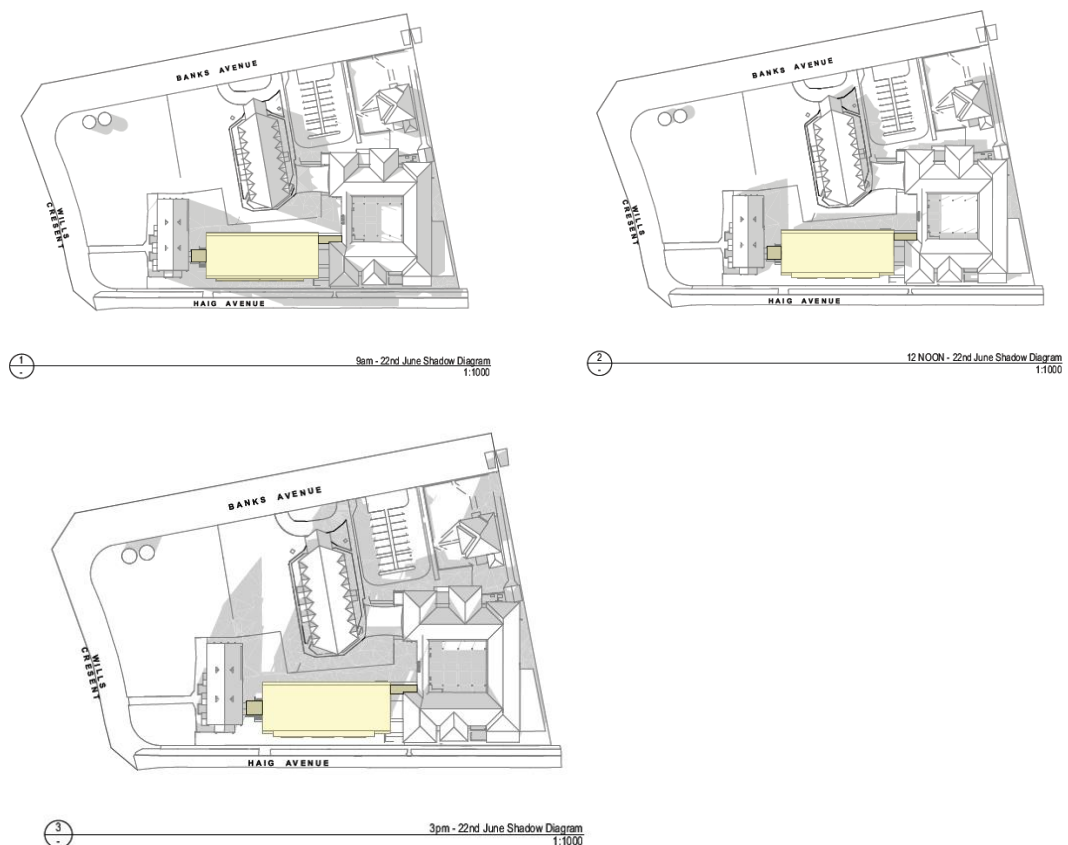 BANKS AVENUE
WILLS
CRESENT
HAIG AVENUE
1
-
9am - 22nd June Shadow Diagram
1:1000
BANKS AVENUE
WILLS
CRESENT
HAIG AVENUE
2
-
12 NOON - 22nd June Shadow Diagram
1:1000
BANKS AVENUE
WILLS
CRESENT
HAIG AVENUE
3
-
3pm - 22nd June Shadow Diagram
1:1000